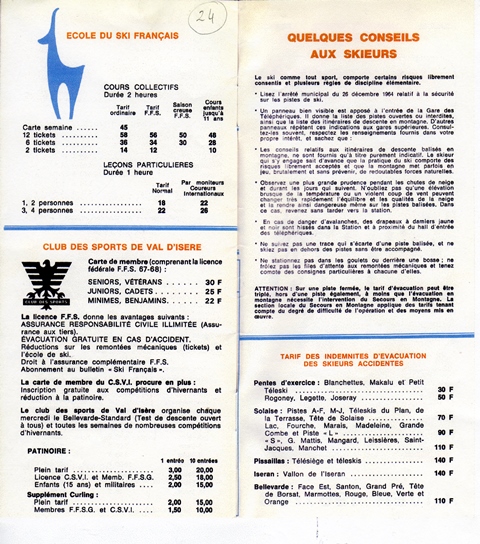 24
ECOLE DU SKI FRANÇAIS
COURS COLLECTIFS
Durée 2 heures
Tarif ordinaire Tarif F.F.S. Saison creuse F.F.S. Cours enfants jusqu'à 11 ans
Carte semaine ...... 45
12 tickets ............ 58 56 50 48
6 tickets ............ 36 34 30 28
2 tickets ............ 14 12 10
LEÇONS PARTICULIERES
Durée 1 heure
Tarif Normal Par moniteurs Coureurs Internationaux
1, 2 personnes ............ 18 22
3, 4 personnes ............ 22 26
CLUB DES SPORTS DE VAL D'ISERE
CLUB DES SPORTS
Carte de membre (comprenant la licence
fédérale F.F.S. 67-68) :
SENIORS, VÉTÉRANS ...... 30 F
JUNIORS, CADETS ...... 25 F
MINIMES, BENJAMINS ...... 22 F
La licence F.F.S. donne les avantages suivants :
ASSURANCE RESPONSABILITÉ CIVILE ILLIMITÉE (Assu-
rance aux tiers).
ÉVACUATION GRATUITE EN CAS D'ACCIDENT.
Réductions sur les remontées mécaniques (tickets) et
l'école de ski.
Droit à l'assurance complémentaire F.F.S.
Abonnement au bulletin « Ski Français ».
La carte de membre du C.S.V.I. procure en plus :
Inscription gratuite aux compétitions d'hivernants et
réduction à la patinoire.
Le club des sports de Val d'Isère organise chaque
mercredi le Bellevarde-Standard (Test de descente ouvert
à tous) et toutes les semaines de nombreuses compétitions
d'hivernants.
PATINOIRE :
1 entrée 10 entrées
Plein tarif .................. 3,00 20,00
Licence C.S.V.I. et Memb. F.F.S.G. 2,50 18,00
Enfants (15 ans) et militaires .... 2,00 15,00
Supplément Curling :
Plein tarif .................. 2,00 15,00
Membres F.F.S.G. et C.S.V.I. .... 1,50 10,00
QUELQUES CONSEILS
AUX SKIEURS
Le ski comme tout sport, comporte certains risques librement
consentis et plusieurs règles de discipline élémentaire.
• Lisez l'arrêté municipal du 26 décembre 1964 relatif à la sécurité
sur les pistes de ski.
• Un panneau bien visible est apposé à l'entrée de la Gare des
Téléphériques. Il donne la liste des pistes ouvertes ou interdites,
ainsi que la liste des itinéraires de descente en montagne. D'autres
panneaux répètent ces indications aux gares supérieures. Consul-
tez-les souvent, respectez les renseignements fournis dans votre
propre intérêt, et sachez que :
• Les conseils relatifs aux itinéraires de descente balisés en
montagne, ne sont fournis qu'à titre purement indicatif. Le skieur
qui s'y engage sait d'avance que la pratique du ski comporte des
risques librement acceptés et que la montagne met parfois en
jeu, brutalement et sans prévenir, de redoutables forces naturelles.
• Observez une plus grande prudence pendant les chutes de neige
et durant les jours qui suivent. N'oubliez pas qu'une élévation
brusque de la température ou un violent coup de vent peuvent
changer très rapidement l'équilibre et les qualités de la neige
et la rendre ainsi dangereuse même sur les pistes balisées. Dans
ce cas, revenez sans tarder vers la station.
• En cas de danger d'avalanches, des drapeaux à damiers jaune
et noir sont hissés dans la Station et à proximité du hall d'entrée
des téléphériques.
• Ne suivez pas une trace qui s'écarte d'une piste balisée, et ne
skiez pas en dehors des pistes sans être accompagné.
• Ne stationnez pas dans les goulets ou derrière une bosse ; ne
frôlez pas les files d'attente aux remontées mécaniques et tenez
compte des consignes particulières à chacune d'elles.
ATTENTION : Sur une piste fermée, le tarif d'évacuation peut être
triplé, hors d'une piste également, à moins que l'évacuation en
montagne nécessite l'intervention du Secours en Montagne. La
section locale du Secours en Montagne applique des tarifs tenant
compte du degré de difficulté de l'opération et des moyens mis en
œuvre.
TARIF DES INDEMNITES D'EVACUATION
DES SKIEURS ACCIDENTES
Pentes d'exercice : Blanchettes, Makalu et Petit
Téleski .............................. 30 F
Rogoney, Legette, Joseray .............. 50 F
Solaise : Pistes A-F, M-J, Téleskis du Plan, de
la Terrasse, Tête de Solaise .......... 70 F
Lac, Fourche, Marais, Madeleine, Grande
Combe et Piste « L » ................ 90 F
« S », G. Mattis, Mangard, Leissières, Saint-
Jacques, Manchet .................... 110 F
Pissaillas : Télésiège et téleskis .......... 140 F
Iseran : Vallon de l'Iseran ................ 140 F
Bellevarde : Face Est, Santon, Grand Pré, Tête
de Borsat, Marmottes, Rouge, Bleue, Verte et
Orange ............................ 110 F